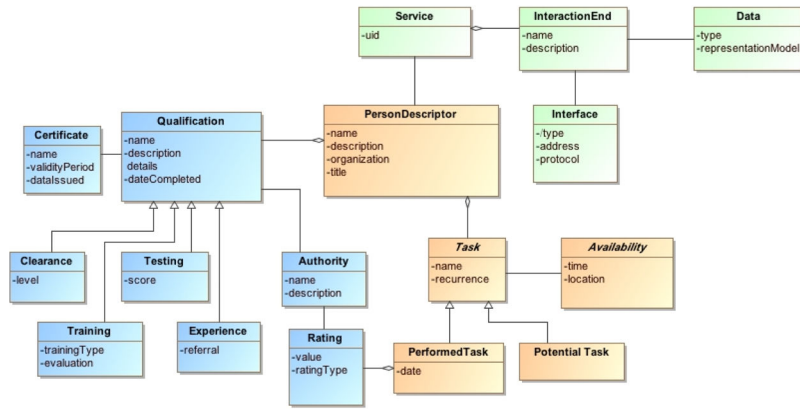 Service
-uid
InteractionEnd
-name
-description
Data
-type
-representationModel
Qualification
-name
-description
details
-dateCompleted
PersonDescriptor
-name
-description
-organization
-title
Interface
-/type
-address
-protocol
Certificate
-name
-validityPeriod
-dataIssued
Clearance
-level
Testing
-score
Authority
-name
-description
Task
-name
-recurrence
Availability
-time
-location
Training
-trainingType
-evaluation
Experience
-referral
Rating
-value
-ratingType
PerformedTask
-date
Potential Task